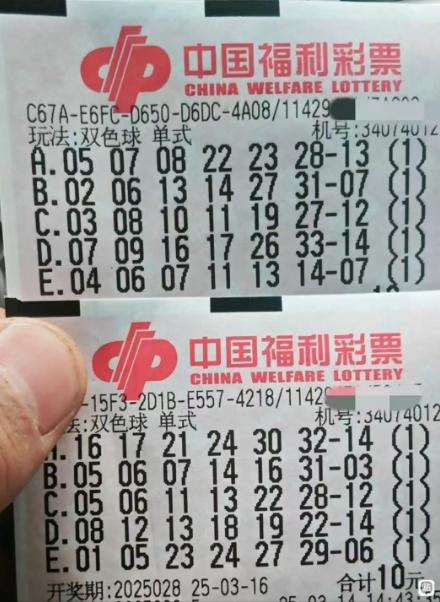 中国福利彩票
CHINA WELFARE LOTTERY
C67A-E6FC-D650-D6DC-4A08/11429
玩法:双色球 单式 机号:34074012
A.05 07 08 22 23 28-13 (1)
B.02 06 13 14 27 31-07 (1)
C.03 08 10 11 19 27-12 (1)
D.07 09 16 17 26 33-14 (1)
E.04 06 07 11 13 14-07 (1)
中国福利彩票
CHINA WELFARE LOTTERY
-15F3-2D1B-E557-4218/1142
法:双色球 单式 机号:34074012
A.16 17 21 24 30 32-14 (1)
B.05 06 07 14 16 31-03 (1)
C.05 06 11 13 22 28-12 (1)
D.08 12 13 18 19 22-14 (1)
E.01 05 23 24 27 29-06 (1)
开奖期:2025028 25-03-16 合计10元